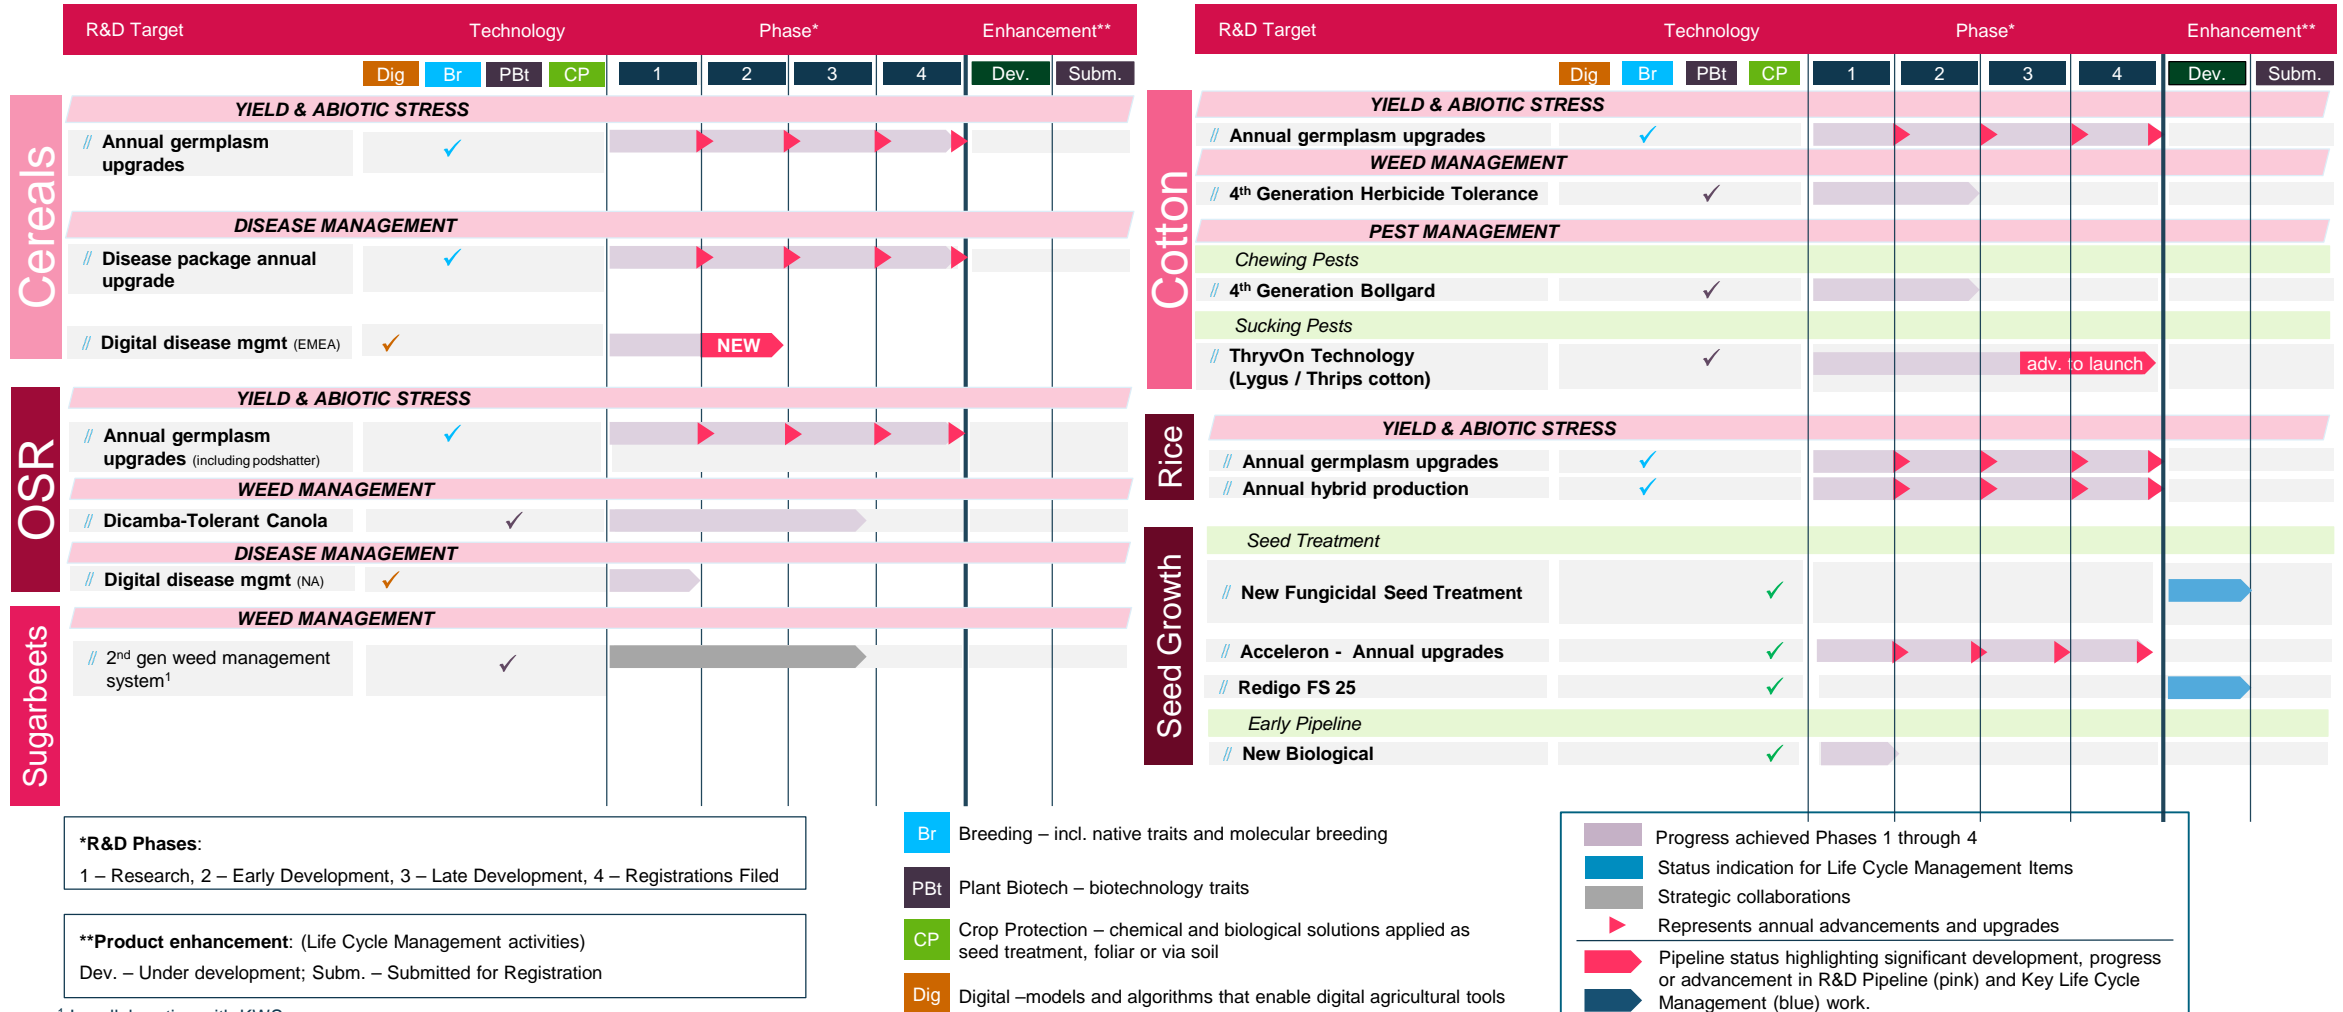 R&D Target Technology Phase* Enhancement**
Dig Br PBt CP 1 2 3 4 Dev. Subm.
Cereals
YIELD & ABIOTIC STRESS
// Annual germplasm
upgrades
DISEASE MANAGEMENT
// Disease package annual
upgrade
// Digital disease mgmt (EMEA)
NEW
OSR
YIELD & ABIOTIC STRESS
// Annual germplasm
upgrades (including podshatter)
WEED MANAGEMENT
// Dicamba-Tolerant Canola
DISEASE MANAGEMENT
// Digital disease mgmt (NA)
Sugarbeets
WEED MANAGEMENT
// 2nd gen weed management
system1
R&D Target Technology Phase* Enhancement**
Dig Br PBt CP 1 2 3 4 Dev. Subm.
Cotton
YIELD & ABIOTIC STRESS
// Annual germplasm upgrades
WEED MANAGEMENT
// 4th Generation Herbicide Tolerance
PEST MANAGEMENT
Chewing Pests
// 4th Generation Bollgard
Sucking Pests
// ThryvOn Technology
(Lygus / Thrips cotton)
adv. to launch
Rice
YIELD & ABIOTIC STRESS
// Annual germplasm upgrades
// Annual hybrid production
Seed Growth
Seed Treatment
// New Fungicidal Seed Treatment
// Acceleron - Annual upgrades
// Redigo FS 25
Early Pipeline
// New Biological
*R&D Phases:
1 – Research, 2 – Early Development, 3 – Late Development, 4 – Registrations Filed
**Product enhancement: (Life Cycle Management activities)
Dev. – Under development; Subm. – Submitted for Registration
Br Breeding – incl. native traits and molecular breeding
PBt Plant Biotech – biotechnology traits
CP Crop Protection – chemical and biological solutions applied as
seed treatment, foliar or via soil
Dig Digital –models and algorithms that enable digital agricultural tools
Progress achieved Phases 1 through 4
Status indication for Life Cycle Management Items
Strategic collaborations
Represents annual advancements and upgrades
Pipeline status highlighting significant development, progress
or advancement in R&D Pipeline (pink) and Key Life Cycle
Management (blue) work.